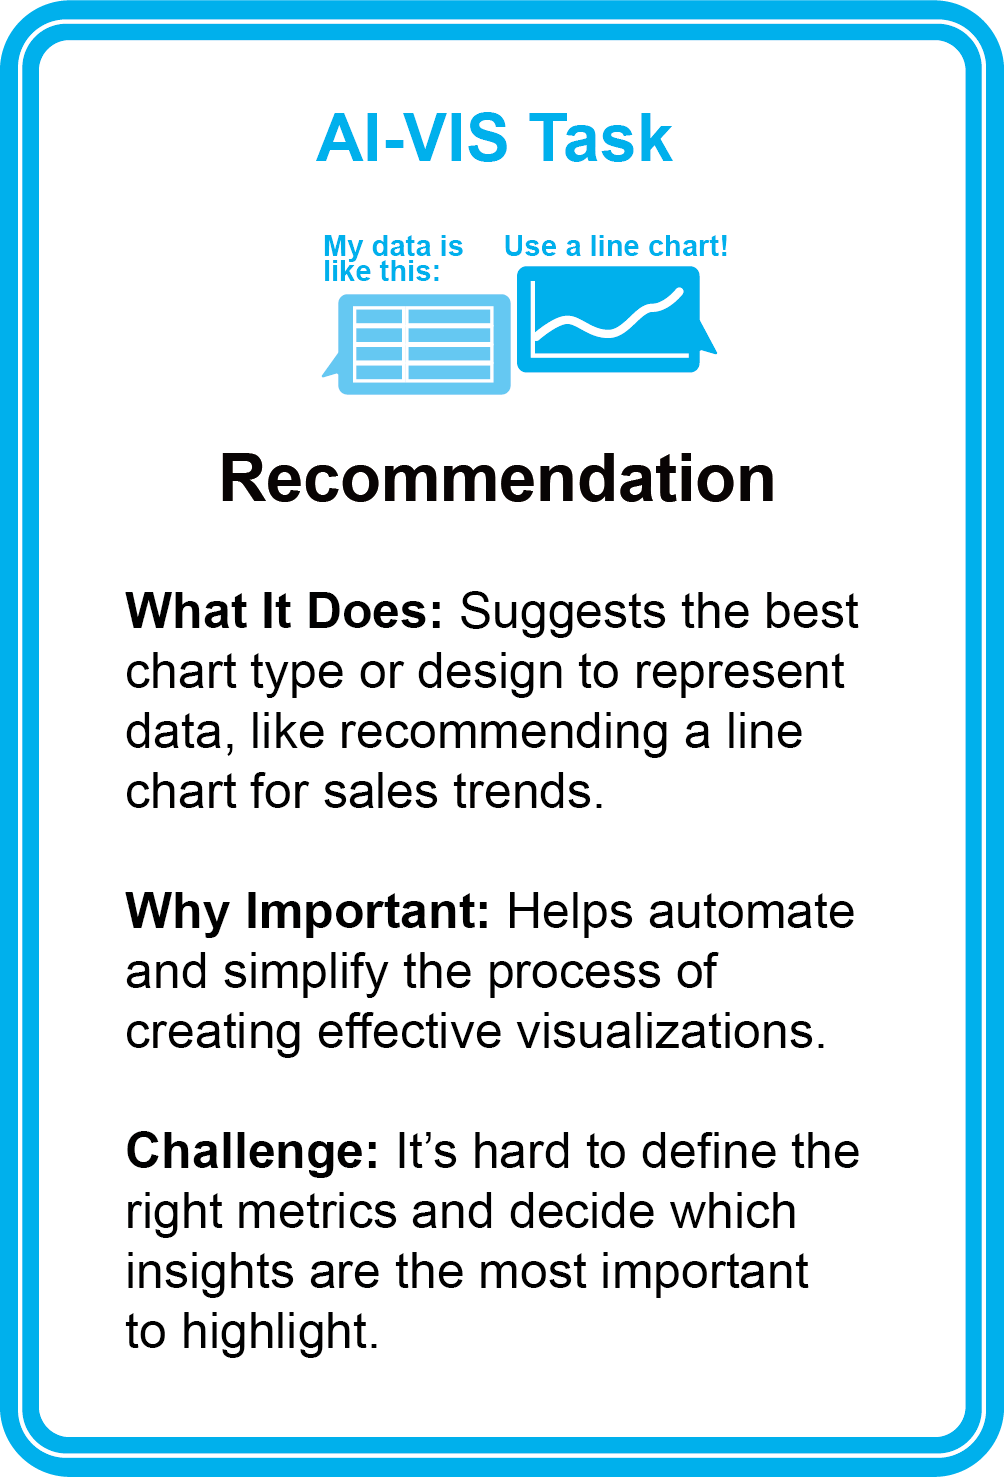 AI-VIS Task
My data is
like this:
Use a line chart!
Recommendation
What It Does: Suggests the best
chart type or design to represent
data, like recommending a line
chart for sales trends.
Why Important: Helps automate
and simplify the process of
creating effective visualizations.
Challenge: It’s hard to define the
right metrics and decide which
insights are the most important
to highlight.